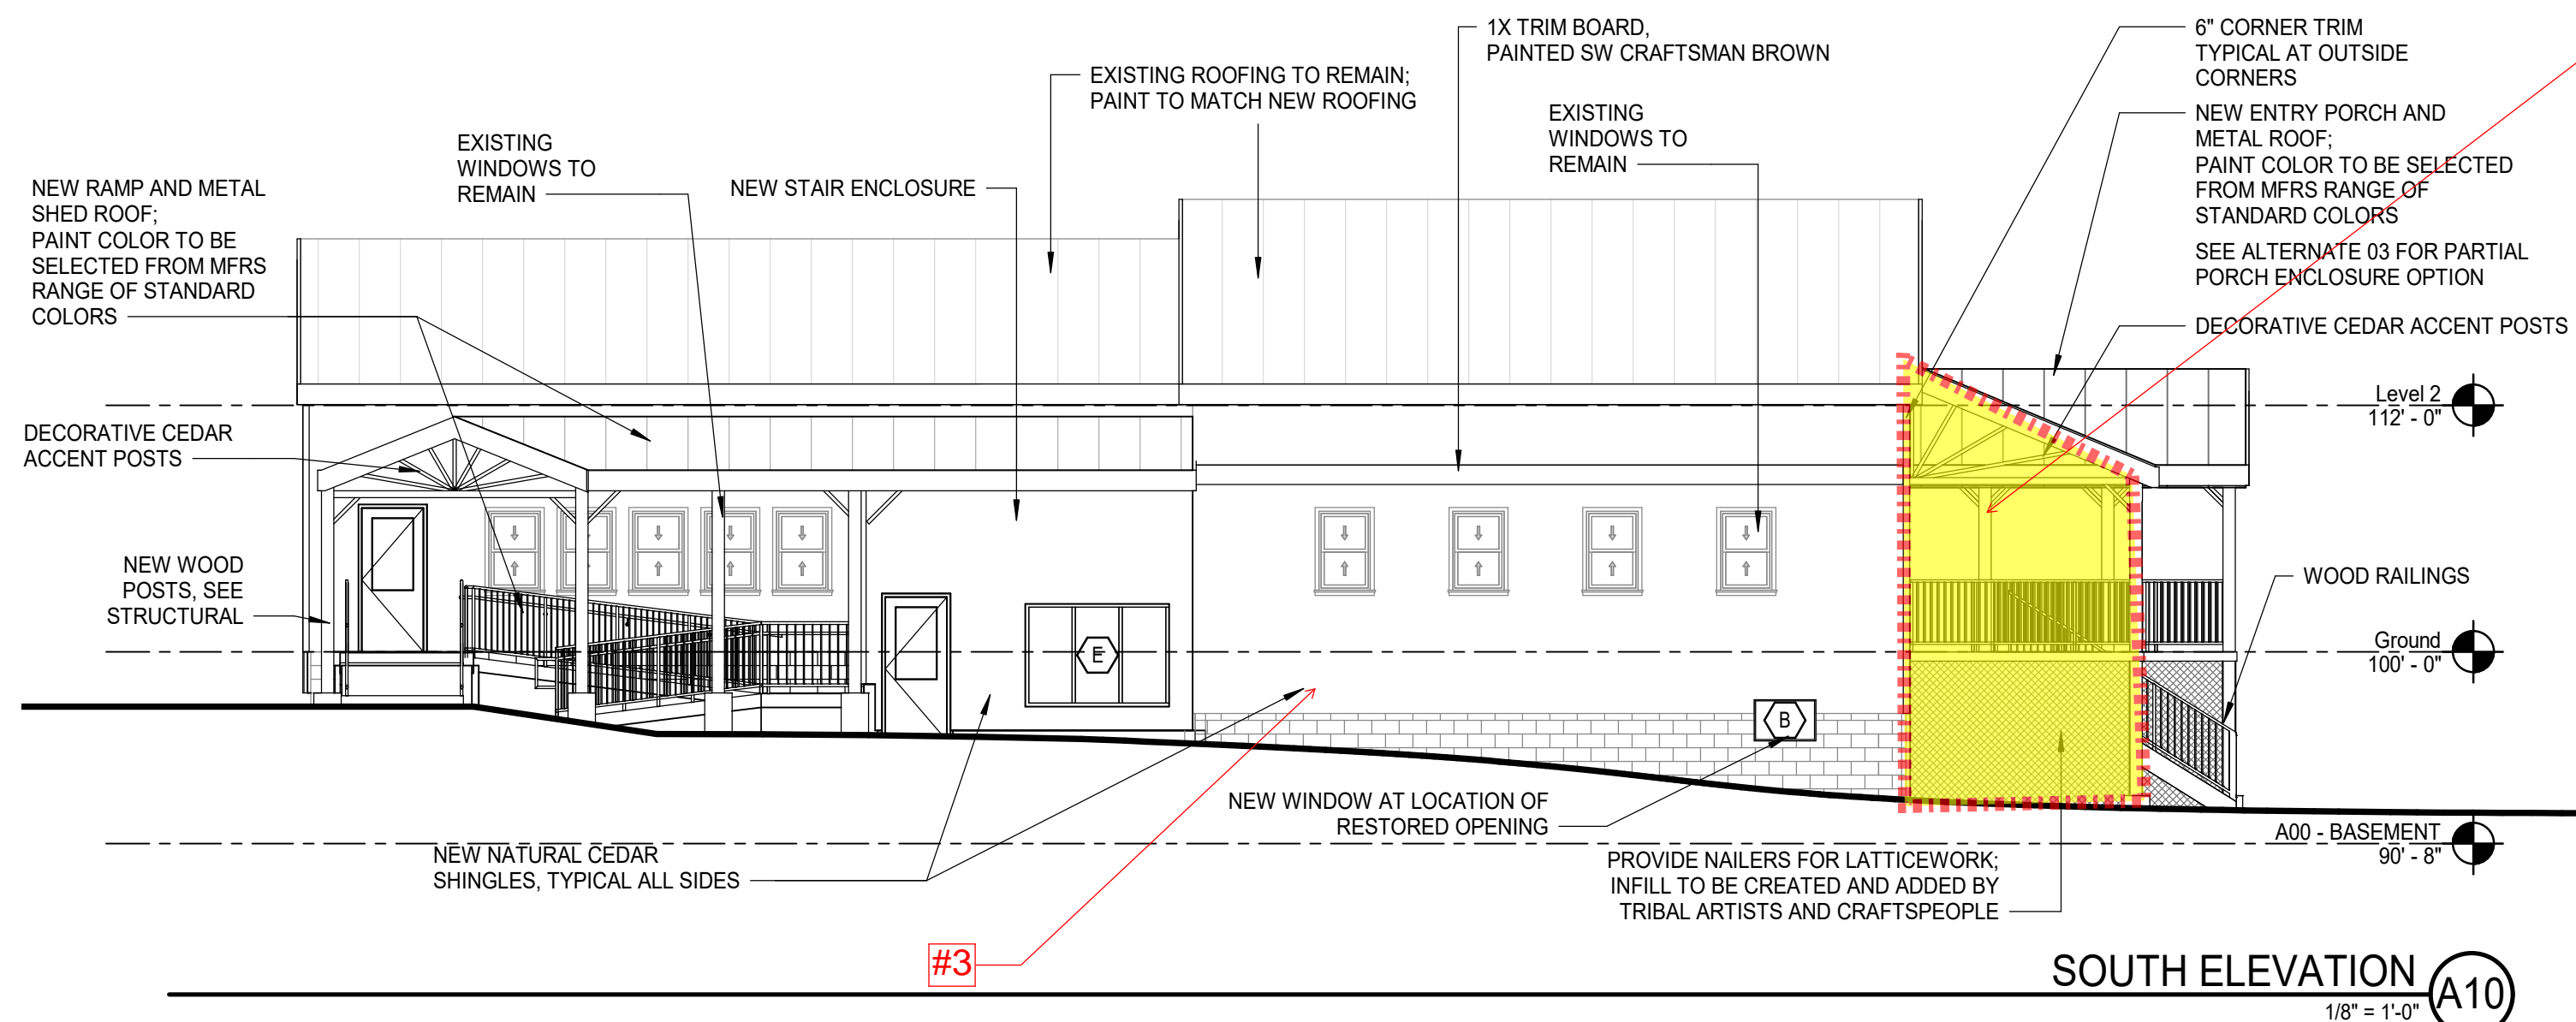 1X TRIM BOARD,
PAINTED SW CRAFTSMAN BROWN
6" CORNER TRIM
TYPICAL AT OUTSIDE
CORNERS
EXISTING ROOFING TO REMAIN;
PAINT TO MATCH NEW ROOFING
EXISTING
WINDOWS TO
REMAIN
NEW ENTRY PORCH AND
METAL ROOF;
PAINT COLOR TO BE SELECTED
FROM MFRS RANGE OF
STANDARD COLORS
EXISTING
WINDOWS TO
REMAIN
NEW STAIR ENCLOSURE
NEW RAMP AND METAL
SHED ROOF;
PAINT COLOR TO BE
SELECTED FROM MFRS
RANGE OF STANDARD
COLORS
SEE ALTERNATE 03 FOR PARTIAL
PORCH ENCLOSURE OPTION
DECORATIVE CEDAR ACCENT POSTS
Level 2
112' - 0"
DECORATIVE CEDAR
ACCENT POSTS
NEW WOOD
POSTS, SEE
STRUCTURAL
WOOD RAILINGS
E
Ground
100' - 0"
B
NEW WINDOW AT LOCATION OF
RESTORED OPENING
A00 - BASEMENT
90' - 8"
NEW NATURAL CEDAR
SHINGLES, TYPICAL ALL SIDES
PROVIDE NAILERS FOR LATTICEWORK;
INFILL TO BE CREATED AND ADDED BY
TRIBAL ARTISTS AND CRAFTSPEOPLE
#3
SOUTH ELEVATION
A10
1/8" = 1'-0"